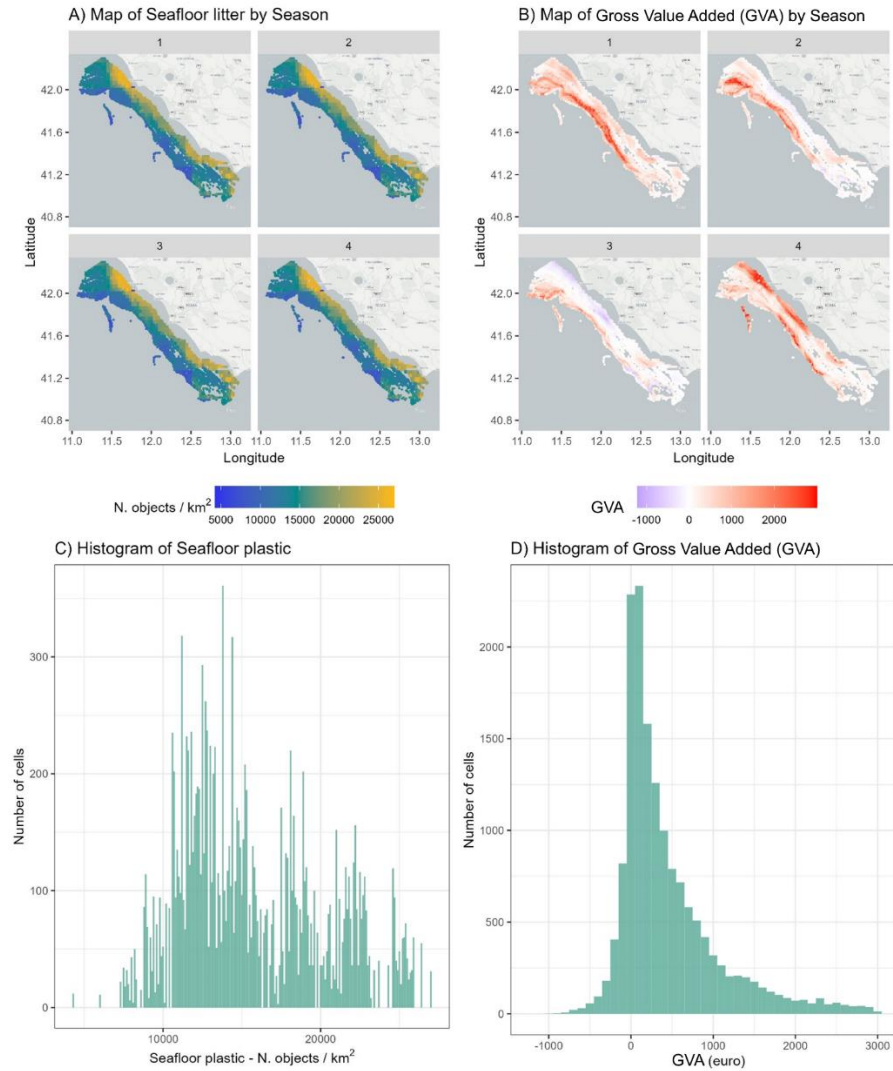 A) Map of Seafloor litter by Season
1
2
42.0
41.6
41.2
40.8
Latitude
3
4
42.0
41.6
41.2
40.8
11.0 11.5 12.0 12.5 13.0 11.0 11.5 12.0 12.5 13.0
Longitude
N. objects / km²
5000 10000 15000 20000 25000
B) Map of Gross Value Added (GVA) by Season
1
2
42.0
41.6
41.2
40.8
Latitude
3
4
42.0
41.6
41.2
40.8
11.0 11.5 12.0 12.5 13.0 11.0 11.5 12.0 12.5 13.0
Longitude
GVA
-1000 0 1000 2000
C) Histogram of Seafloor plastic
Number of cells
300
200
100
0
10000 20000
Seafloor plastic - N. objects / km²
D) Histogram of Gross Value Added (GVA)
Number of cells
2000
1500
1000
500
0
-1000 0 1000 2000 3000
GVA (euro)